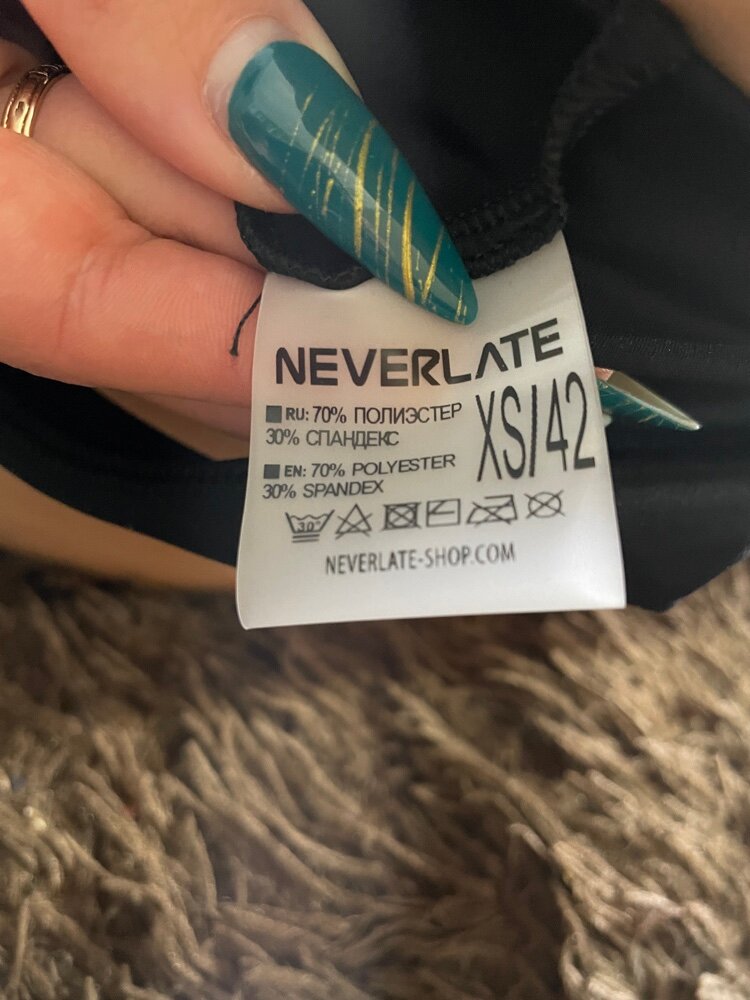 NEVERLATE
RU: 70% ПОЛИЭСТЕР
30% СПАНДЕКС
XS/42
EN: 70% POLYESTER
30% SPANDEX
30°
NEVERLATE-SHOP.COM